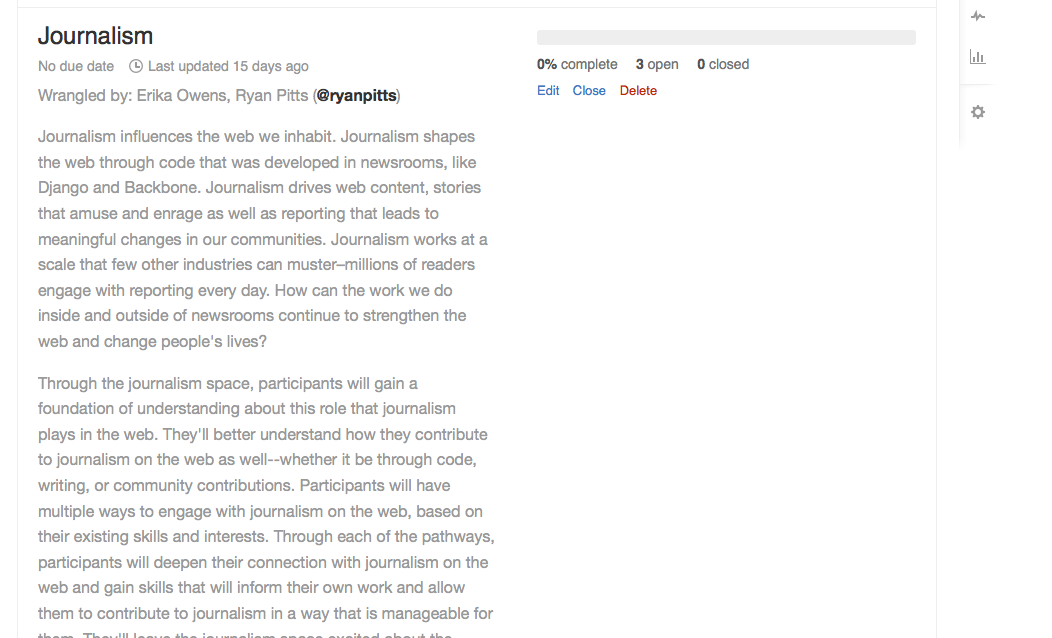 Journalism
No due date Last updated 15 days ago
Wrangled by: Erika Owens, Ryan Pitts (@ryanpitts)
Journalism influences the web we inhabit. Journalism shapes
the web through code that was developed in newsrooms, like
Django and Backbone. Journalism drives web content, stories
that amuse and enrage as well as reporting that leads to
meaningful changes in our communities. Journalism works at a
scale that few other industries can muster–millions of readers
engage with reporting every day. How can the work we do
inside and outside of newsrooms continue to strengthen the
web and change people's lives?
Through the journalism space, participants will gain a
foundation of understanding about this role that journalism
plays in the web. They'll better understand how they contribute
to journalism on the web as well--whether it be through code,
writing, or community contributions. Participants will have
multiple ways to engage with journalism on the web, based on
their existing skills and interests. Through each of the pathways,
participants will deepen their connection with journalism on the
web and gain skills that will inform their own work and allow
them to contribute to journalism in a way that is manageable for
them. They'll leave the journalism space excited about the
0% complete 3 open 0 closed
Edit Close Delete